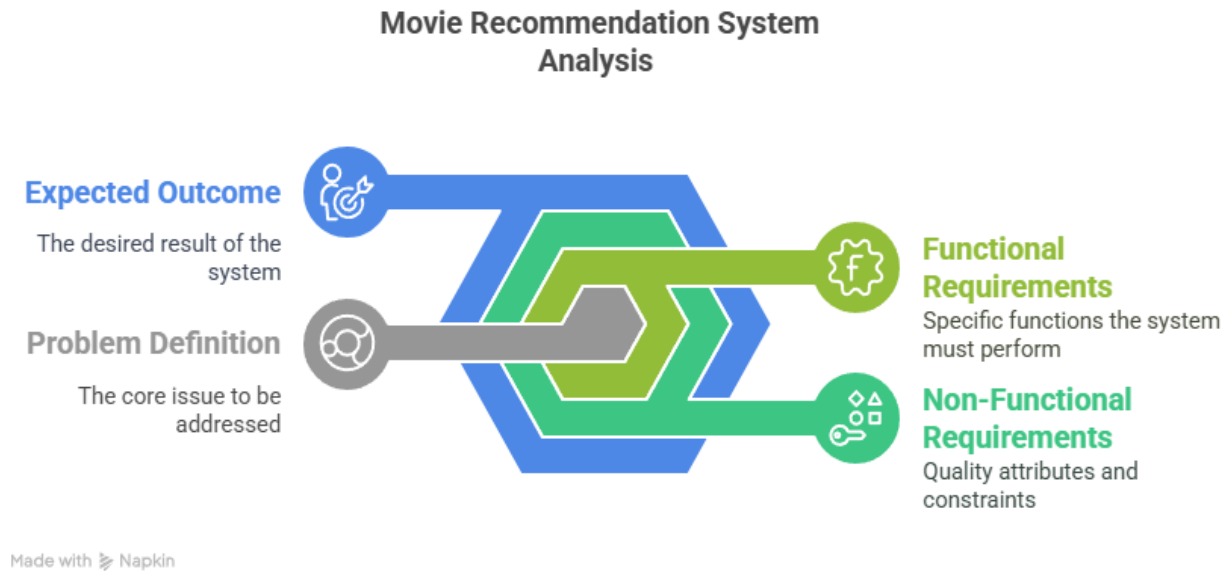 Movie Recommendation System
Analysis
Expected Outcome
The desired result of the
system
Problem Definition
The core issue to be
addressed
f
Functional
Requirements
Specific functions the system
must perform
Non-Functional
Requirements
Quality attributes and
constraints
Made with Napkin